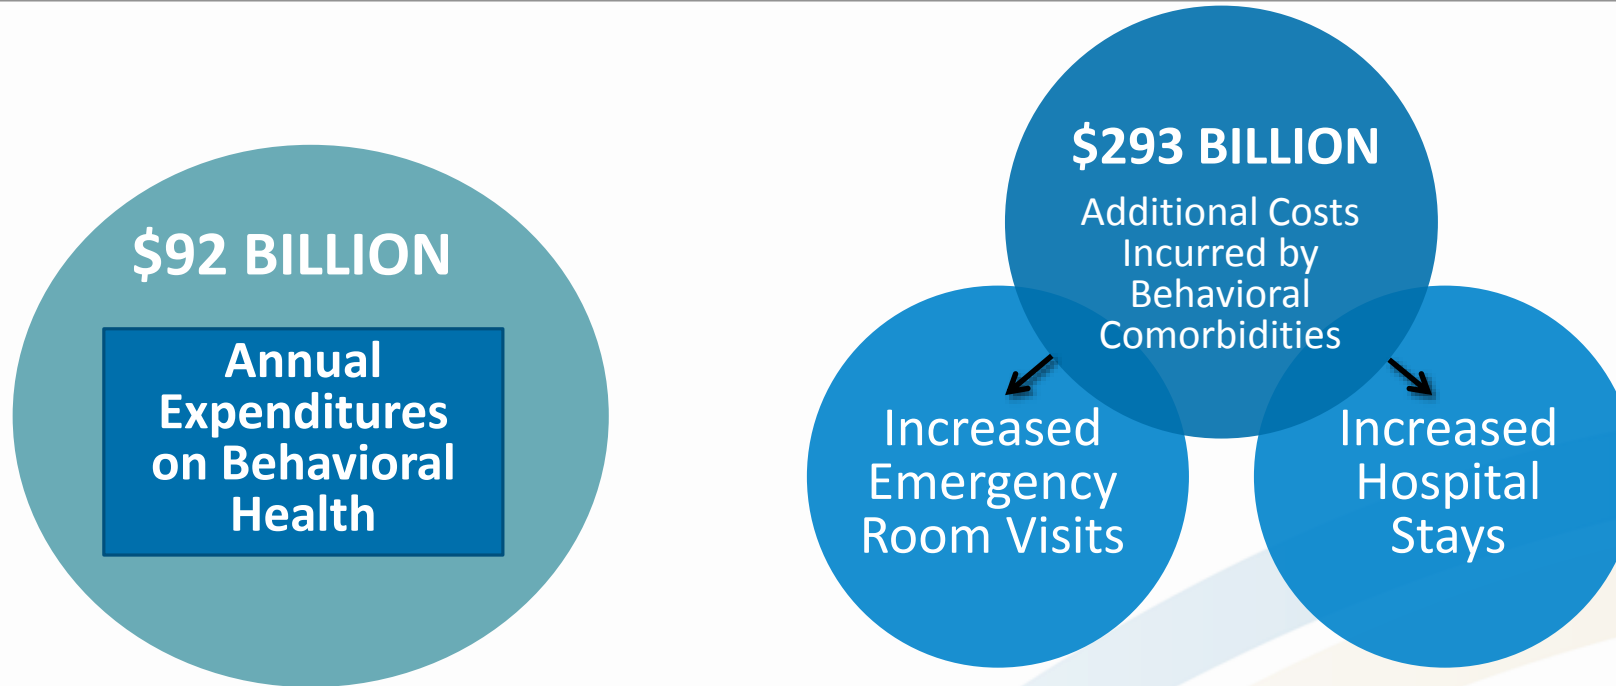 $92 BILLION
Annual
Expenditures
on Behavioral
Health
$293 BILLION
Additional Costs
Incurred by
Behavioral
Comorbidities
Increased
Emergency
Room Visits
Increased
Hospital
Stays